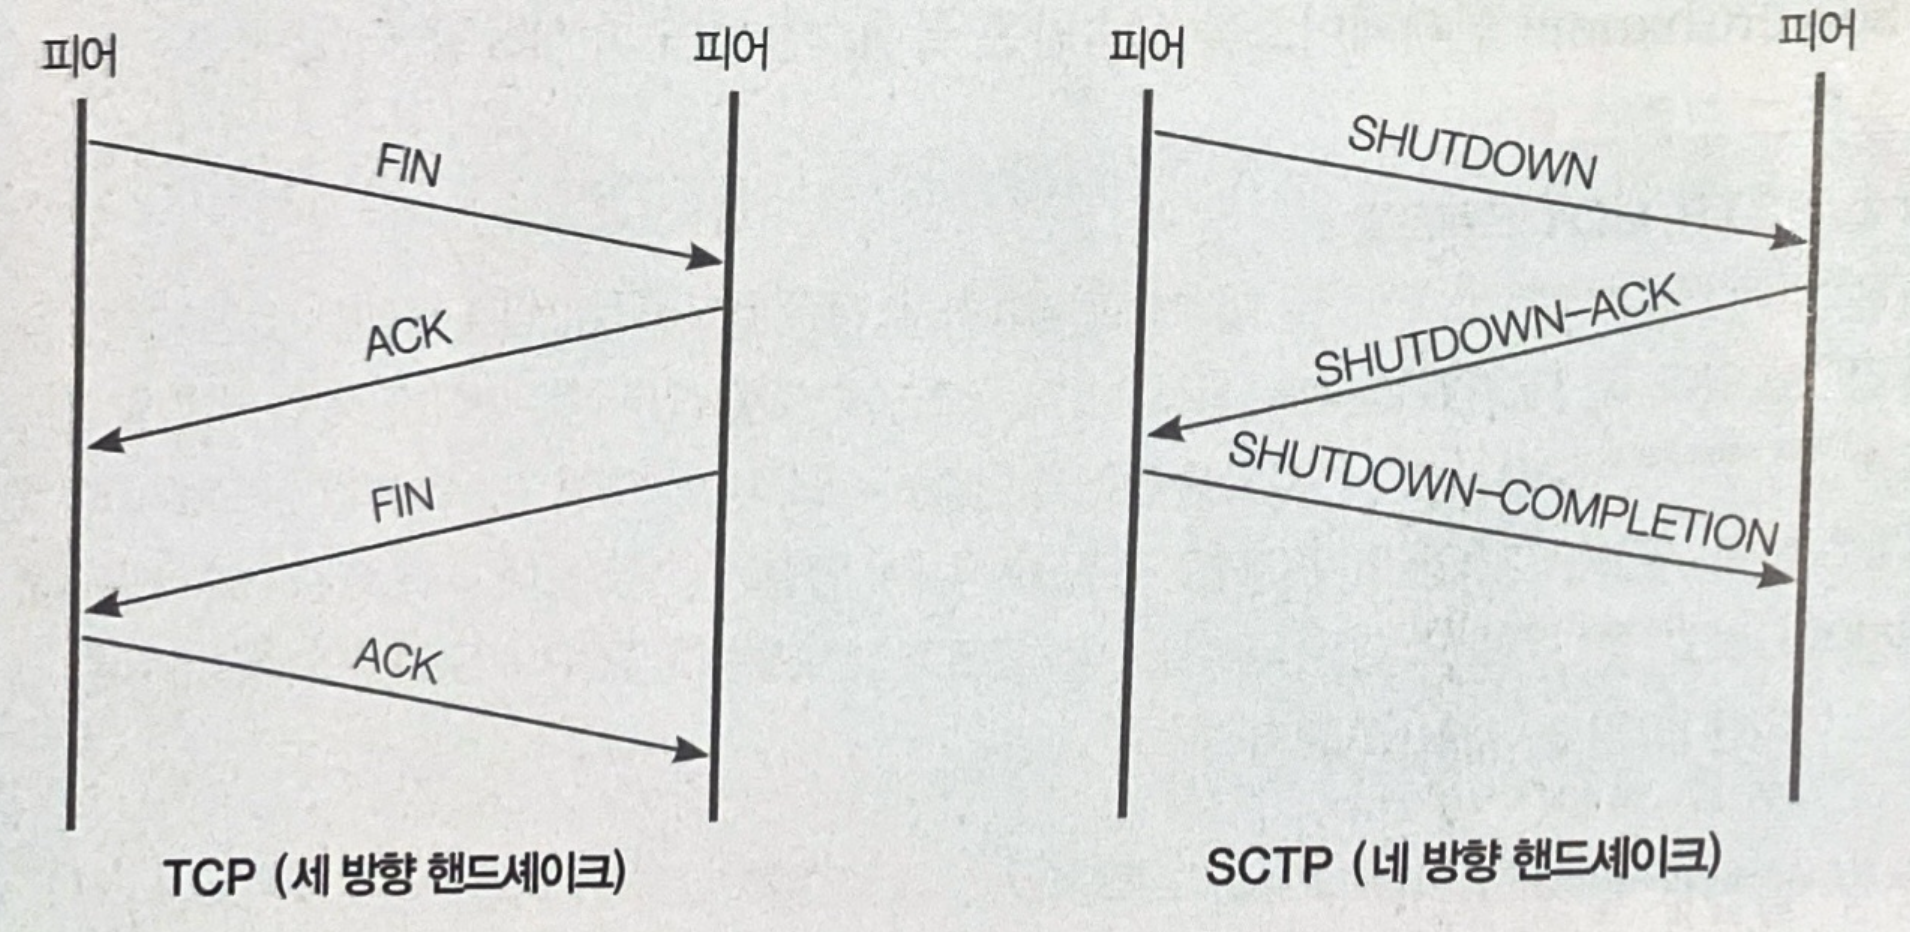 피어
피어
FIN
ACK
FIN
ACK
TCP (세 방향 핸드셰이크)
피어
피어
SHUTDOWN
SHUTDOWN-ACK
SHUTDOWN-COMPLETION
SCTP (네 방향 핸드셰이크)